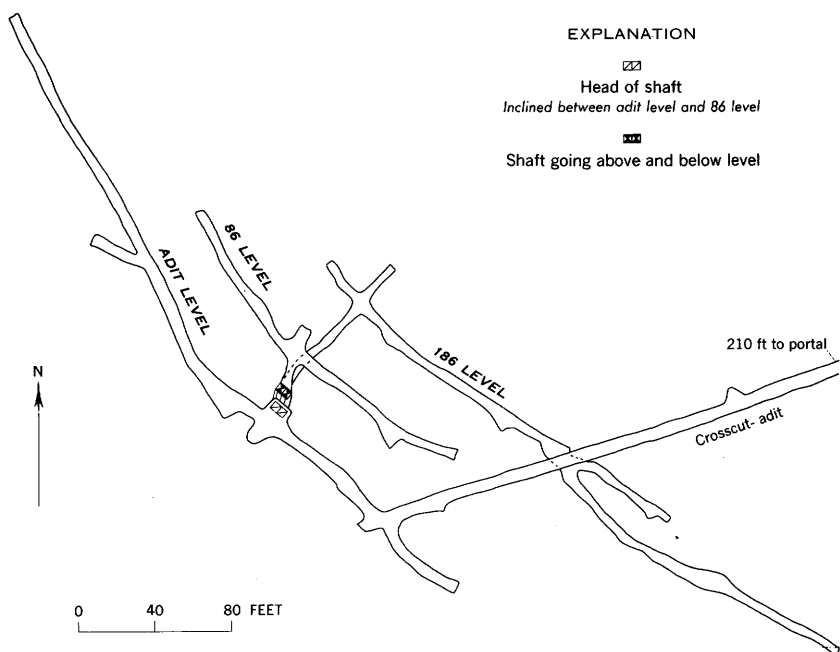 EXPLANATION
Head of shaft
Inclined between adit level and 86 level
Shaft going above and below level
86 LEVEL
ADIT LEVEL
186 LEVEL
210 ft to portal
Crosscut-adit
N
0 40 80 FEET